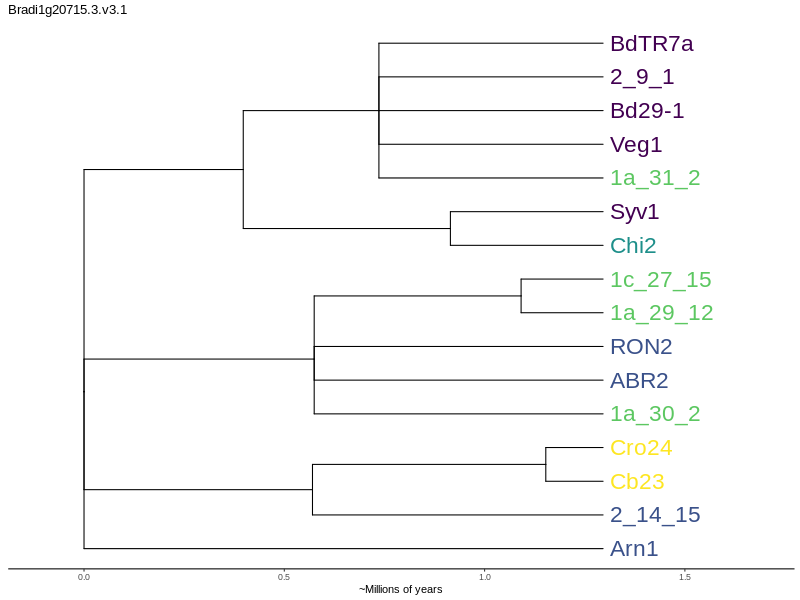 Bradi1g20715.3.v3.1
BdTR7a
2_9_1
Bd29-1
Veg1
1a_31_2
Syv1
Chi2
1c_27_15
1a_29_12
RON2
ABR2
1a_30_2
Cro24
Cb23
2_14_15
Arn1
0.0 0.5 1.0 1.5
~Millions of years